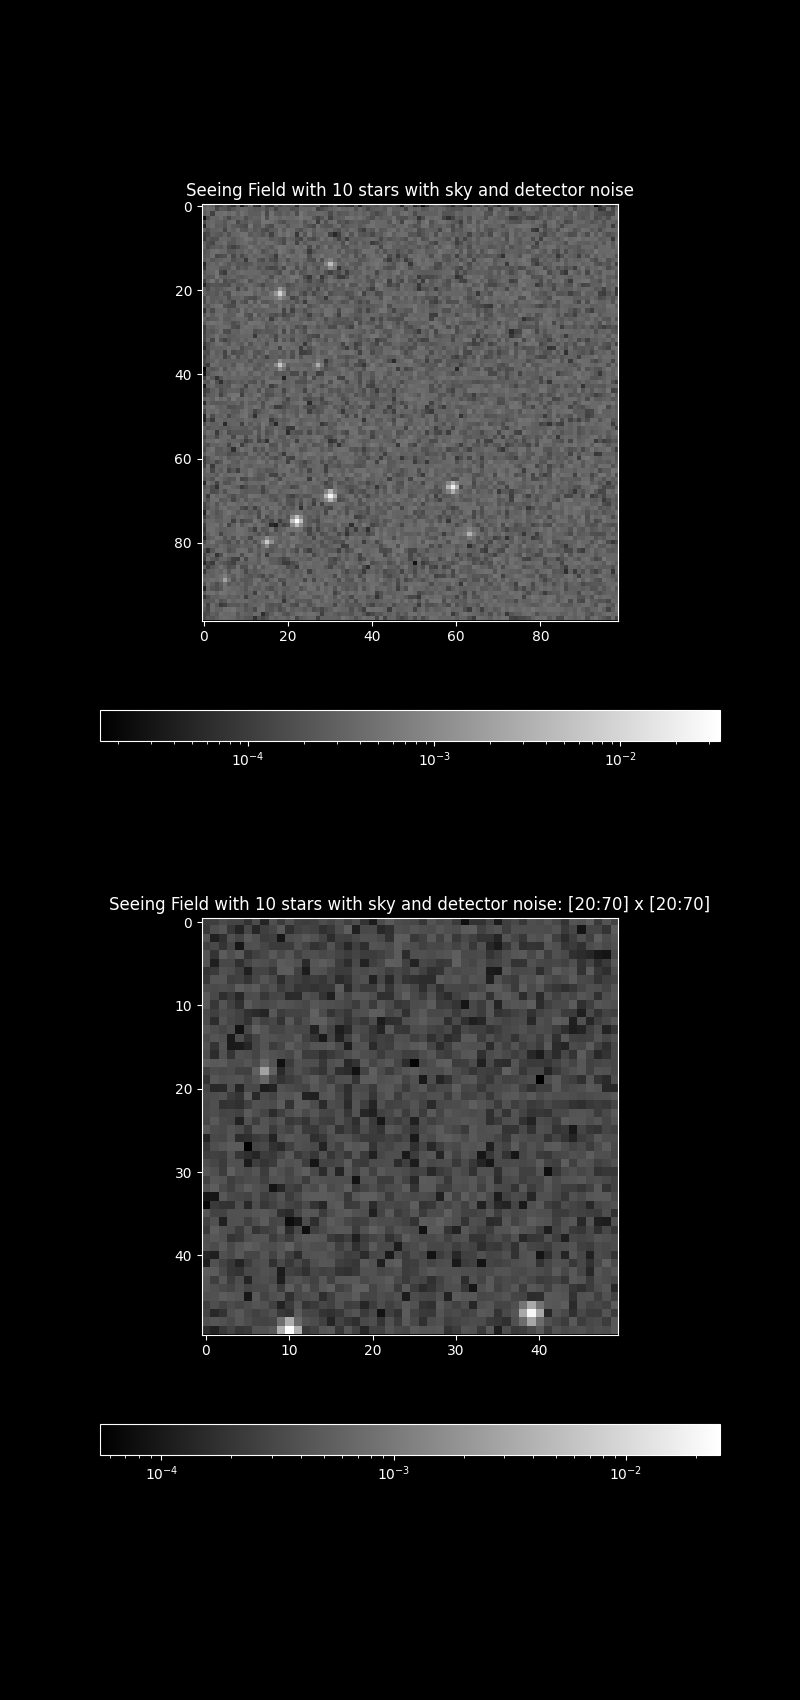 Seeing Field with 10 stars with sky and detector noise
0
20
40
60
80
0 20 40 60 80
10⁻⁴ 10⁻³ 10⁻²
Seeing Field with 10 stars with sky and detector noise: [20:70] x [20:70]
0
10
20
30
40
0 10 20 30 40
10⁻⁴ 10⁻³ 10⁻²